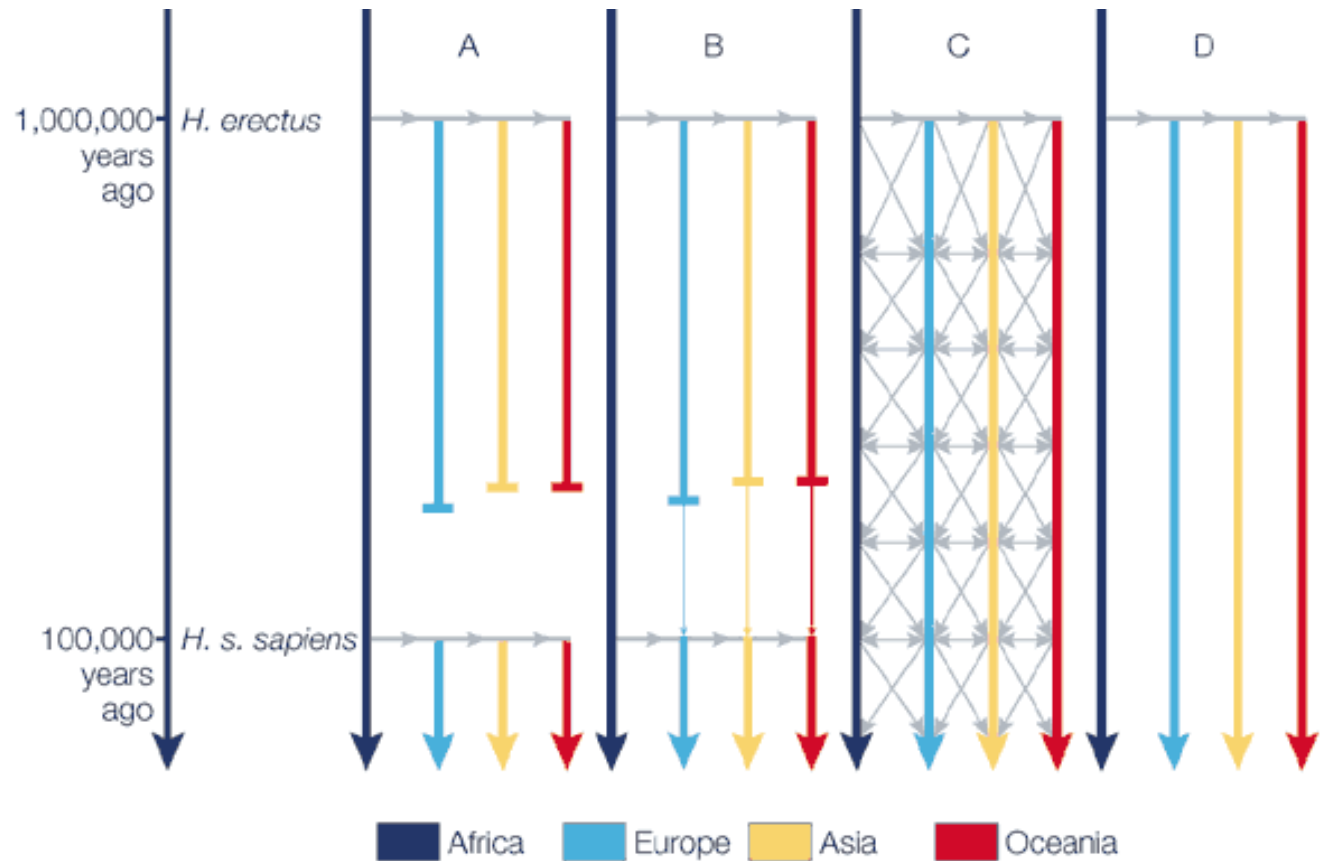 A B C D
1,000,000 H. erectus
years
ago
100,000 H. s. sapiens
years
ago
Africa Europe Asia Oceania